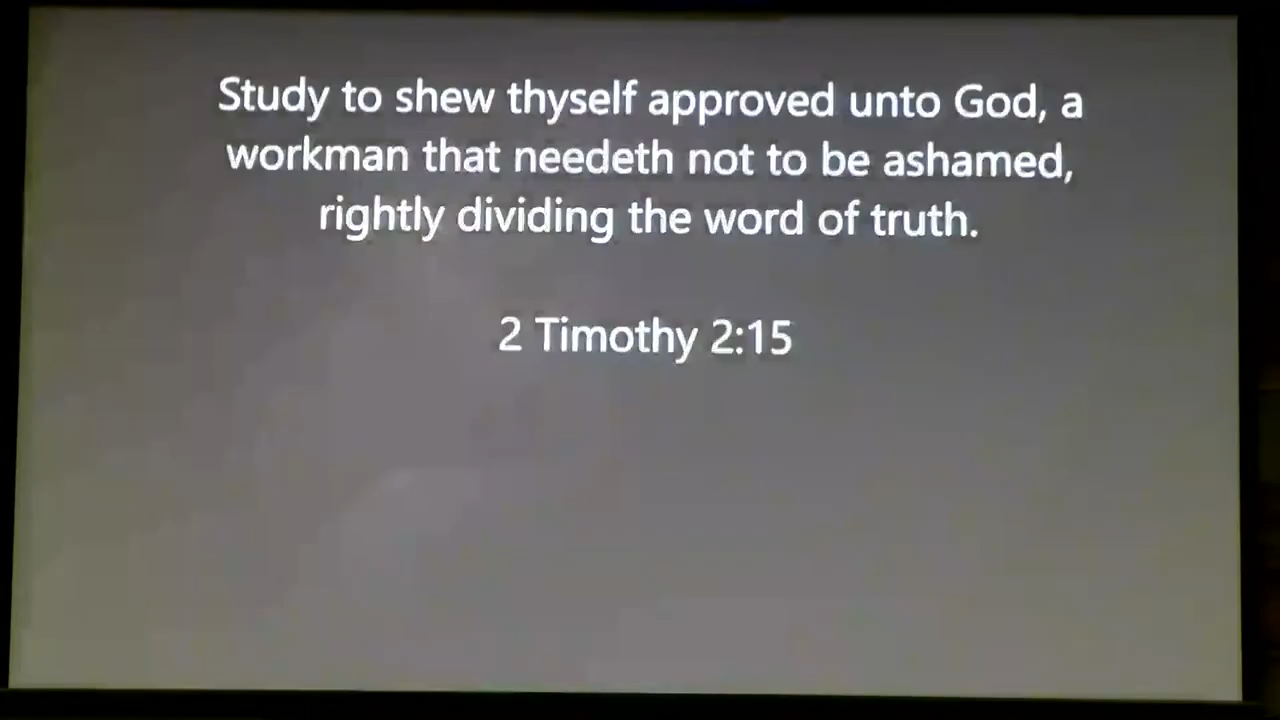 Study to shew thyself approved unto God, a
workman that needeth not to be ashamed,
rightly dividing the word of truth.
2 Timothy 2:15